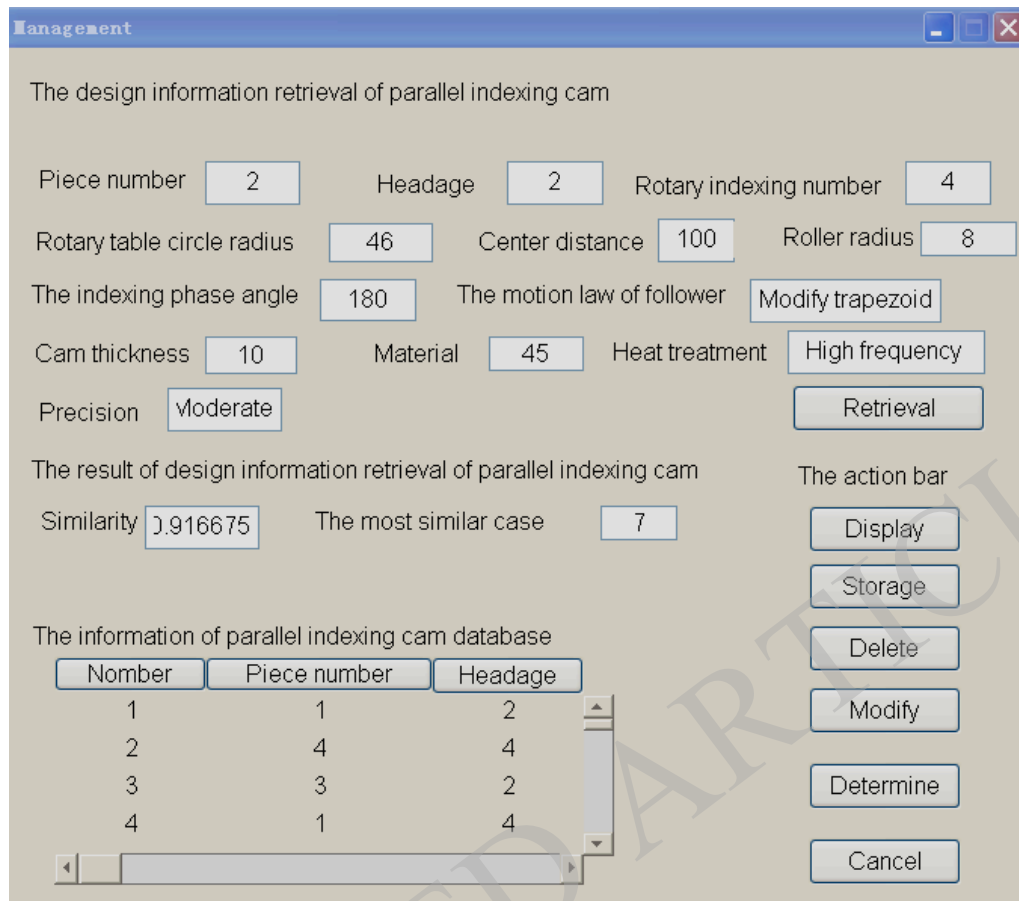 Management
The design information retrieval of parallel indexing cam
Piece number 2 Headage 2 Rotary indexing number 4
Rotary table circle radius 46 Center distance 100 Roller radius 8
The indexing phase angle 180 The motion law of follower Modify trapezoid
Cam thickness 10 Material 45 Heat treatment High frequency
Precision Moderate Retrieval
The result of design information retrieval of parallel indexing cam
The action bar
Similarity 0.916675 The most similar case 7
Display
Storage
The information of parallel indexing cam database
Delete
Nomber Piece number Headage
1 1 2
Modify
2 4 4
3 3 2
Determine
4 1 4
Cancel